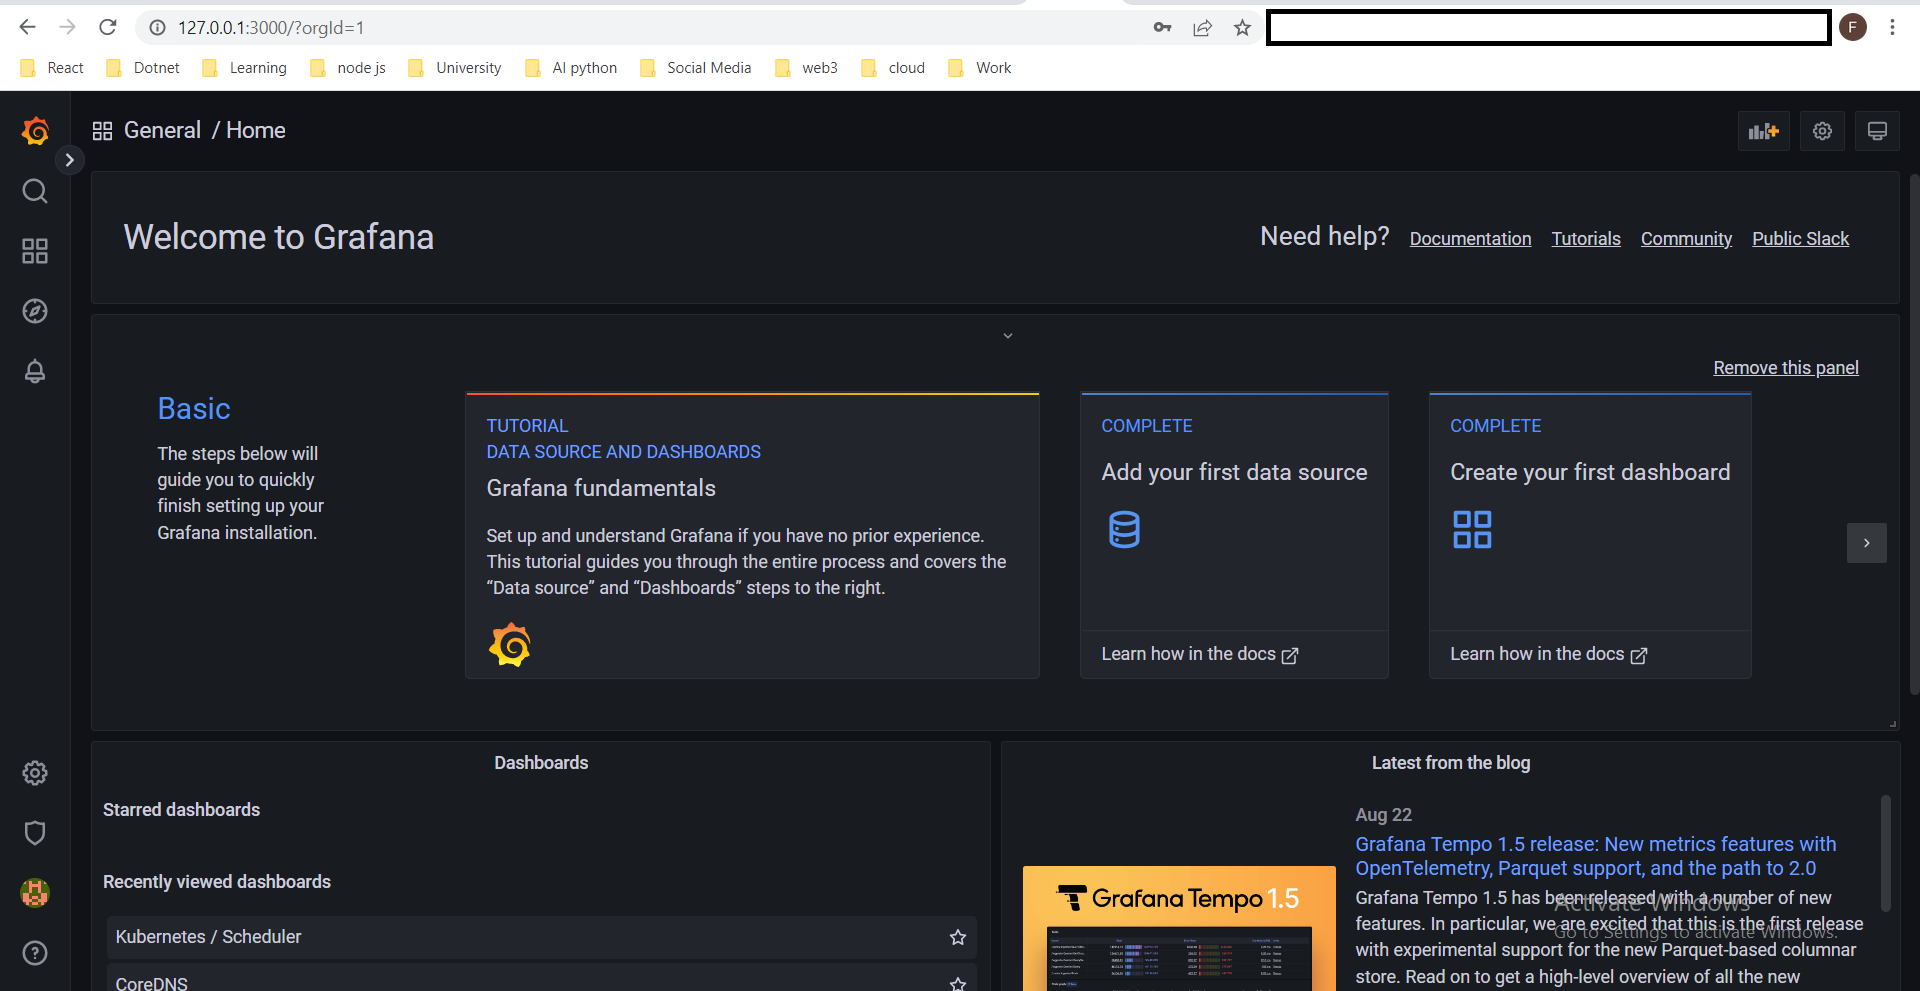 127.0.0.1:3000/?orgId=1
F
React Dotnet Learning node js University AI python Social Media web3 cloud Work
General / Home
Welcome to Grafana
Need help? Documentation Tutorials Community Public Slack
Remove this panel
Basic
The steps below will
guide you to quickly
finish setting up your
Grafana installation.
TUTORIAL
DATA SOURCE AND DASHBOARDS
Grafana fundamentals
Set up and understand Grafana if you have no prior experience.
This tutorial guides you through the entire process and covers the
“Data source” and “Dashboards” steps to the right.
COMPLETE
Add your first data source
Learn how in the docs
COMPLETE
Create your first dashboard
Learn how in the docs
Dashboards
Starred dashboards
Recently viewed dashboards
Kubernetes / Scheduler
CoreDNS
Latest from the blog
Grafana Tempo 1.5
Aug 22
Grafana Tempo 1.5 release: New metrics features with
OpenTelemetry, Parquet support, and the path to 2.0
Grafana Tempo 1.5 has been released with a number of new
features. In particular, we are excited that this is the first release
with experimental support for the new Parquet-based columnar
store. Read on to get a high-level overview of all the new
Activate Windows
Go to Settings to activate Windows.